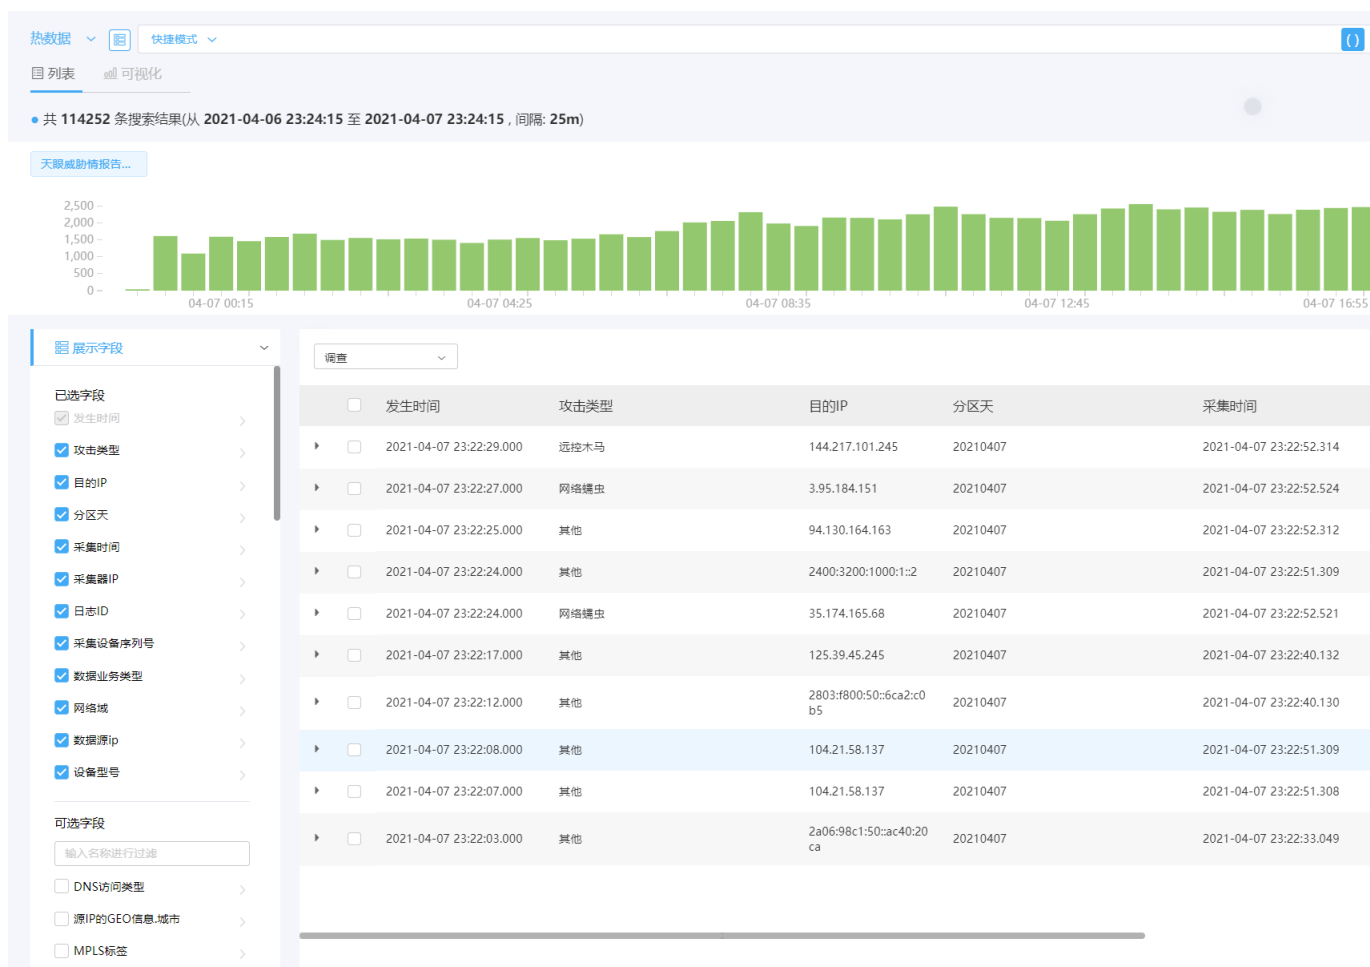 热数据 快捷模式 ( )
列表 可视化
共 114252 条搜索结果(从 2021-04-06 23:24:15 至 2021-04-07 23:24:15 , 间隔: 25m)
天眼威胁情报告...
2,500
2,000
1,500
1,000
500
0
04-07 00:15 04-07 04:25 04-07 08:35 04-07 12:45 04-07 16:55
展示字段
已选字段
发生时间
攻击类型
目的IP
分区天
采集时间
采集器IP
日志ID
采集设备序列号
数据业务类型
网络域
数据源ip
设备型号
可选字段
输入名称进行过滤
DNS访问类型
源IP的GEO信息.城市
MPLS标签
调查
发生时间 攻击类型 目的IP 分区天 采集时间
2021-04-07 23:22:29.000 远控木马 144.217.101.245 20210407 2021-04-07 23:22:52.314
2021-04-07 23:22:27.000 网络蠕虫 3.95.184.151 20210407 2021-04-07 23:22:52.524
2021-04-07 23:22:25.000 其他 94.130.164.163 20210407 2021-04-07 23:22:52.312
2021-04-07 23:22:24.000 其他 2400:3200:1000:1::2 20210407 2021-04-07 23:22:51.309
2021-04-07 23:22:24.000 网络蠕虫 35.174.165.68 20210407 2021-04-07 23:22:52.521
2021-04-07 23:22:17.000 其他 125.39.45.245 20210407 2021-04-07 23:22:40.132
2021-04-07 23:22:12.000 其他 2803:f800:50::6ca2:c0 20210407 2021-04-07 23:22:40.130
b5
2021-04-07 23:22:08.000 其他 104.21.58.137 20210407 2021-04-07 23:22:51.309
2021-04-07 23:22:07.000 其他 104.21.58.137 20210407 2021-04-07 23:22:51.308
2021-04-07 23:22:03.000 其他 2a06:98c1:50::ac40:20 20210407 2021-04-07 23:22:33.049
ca